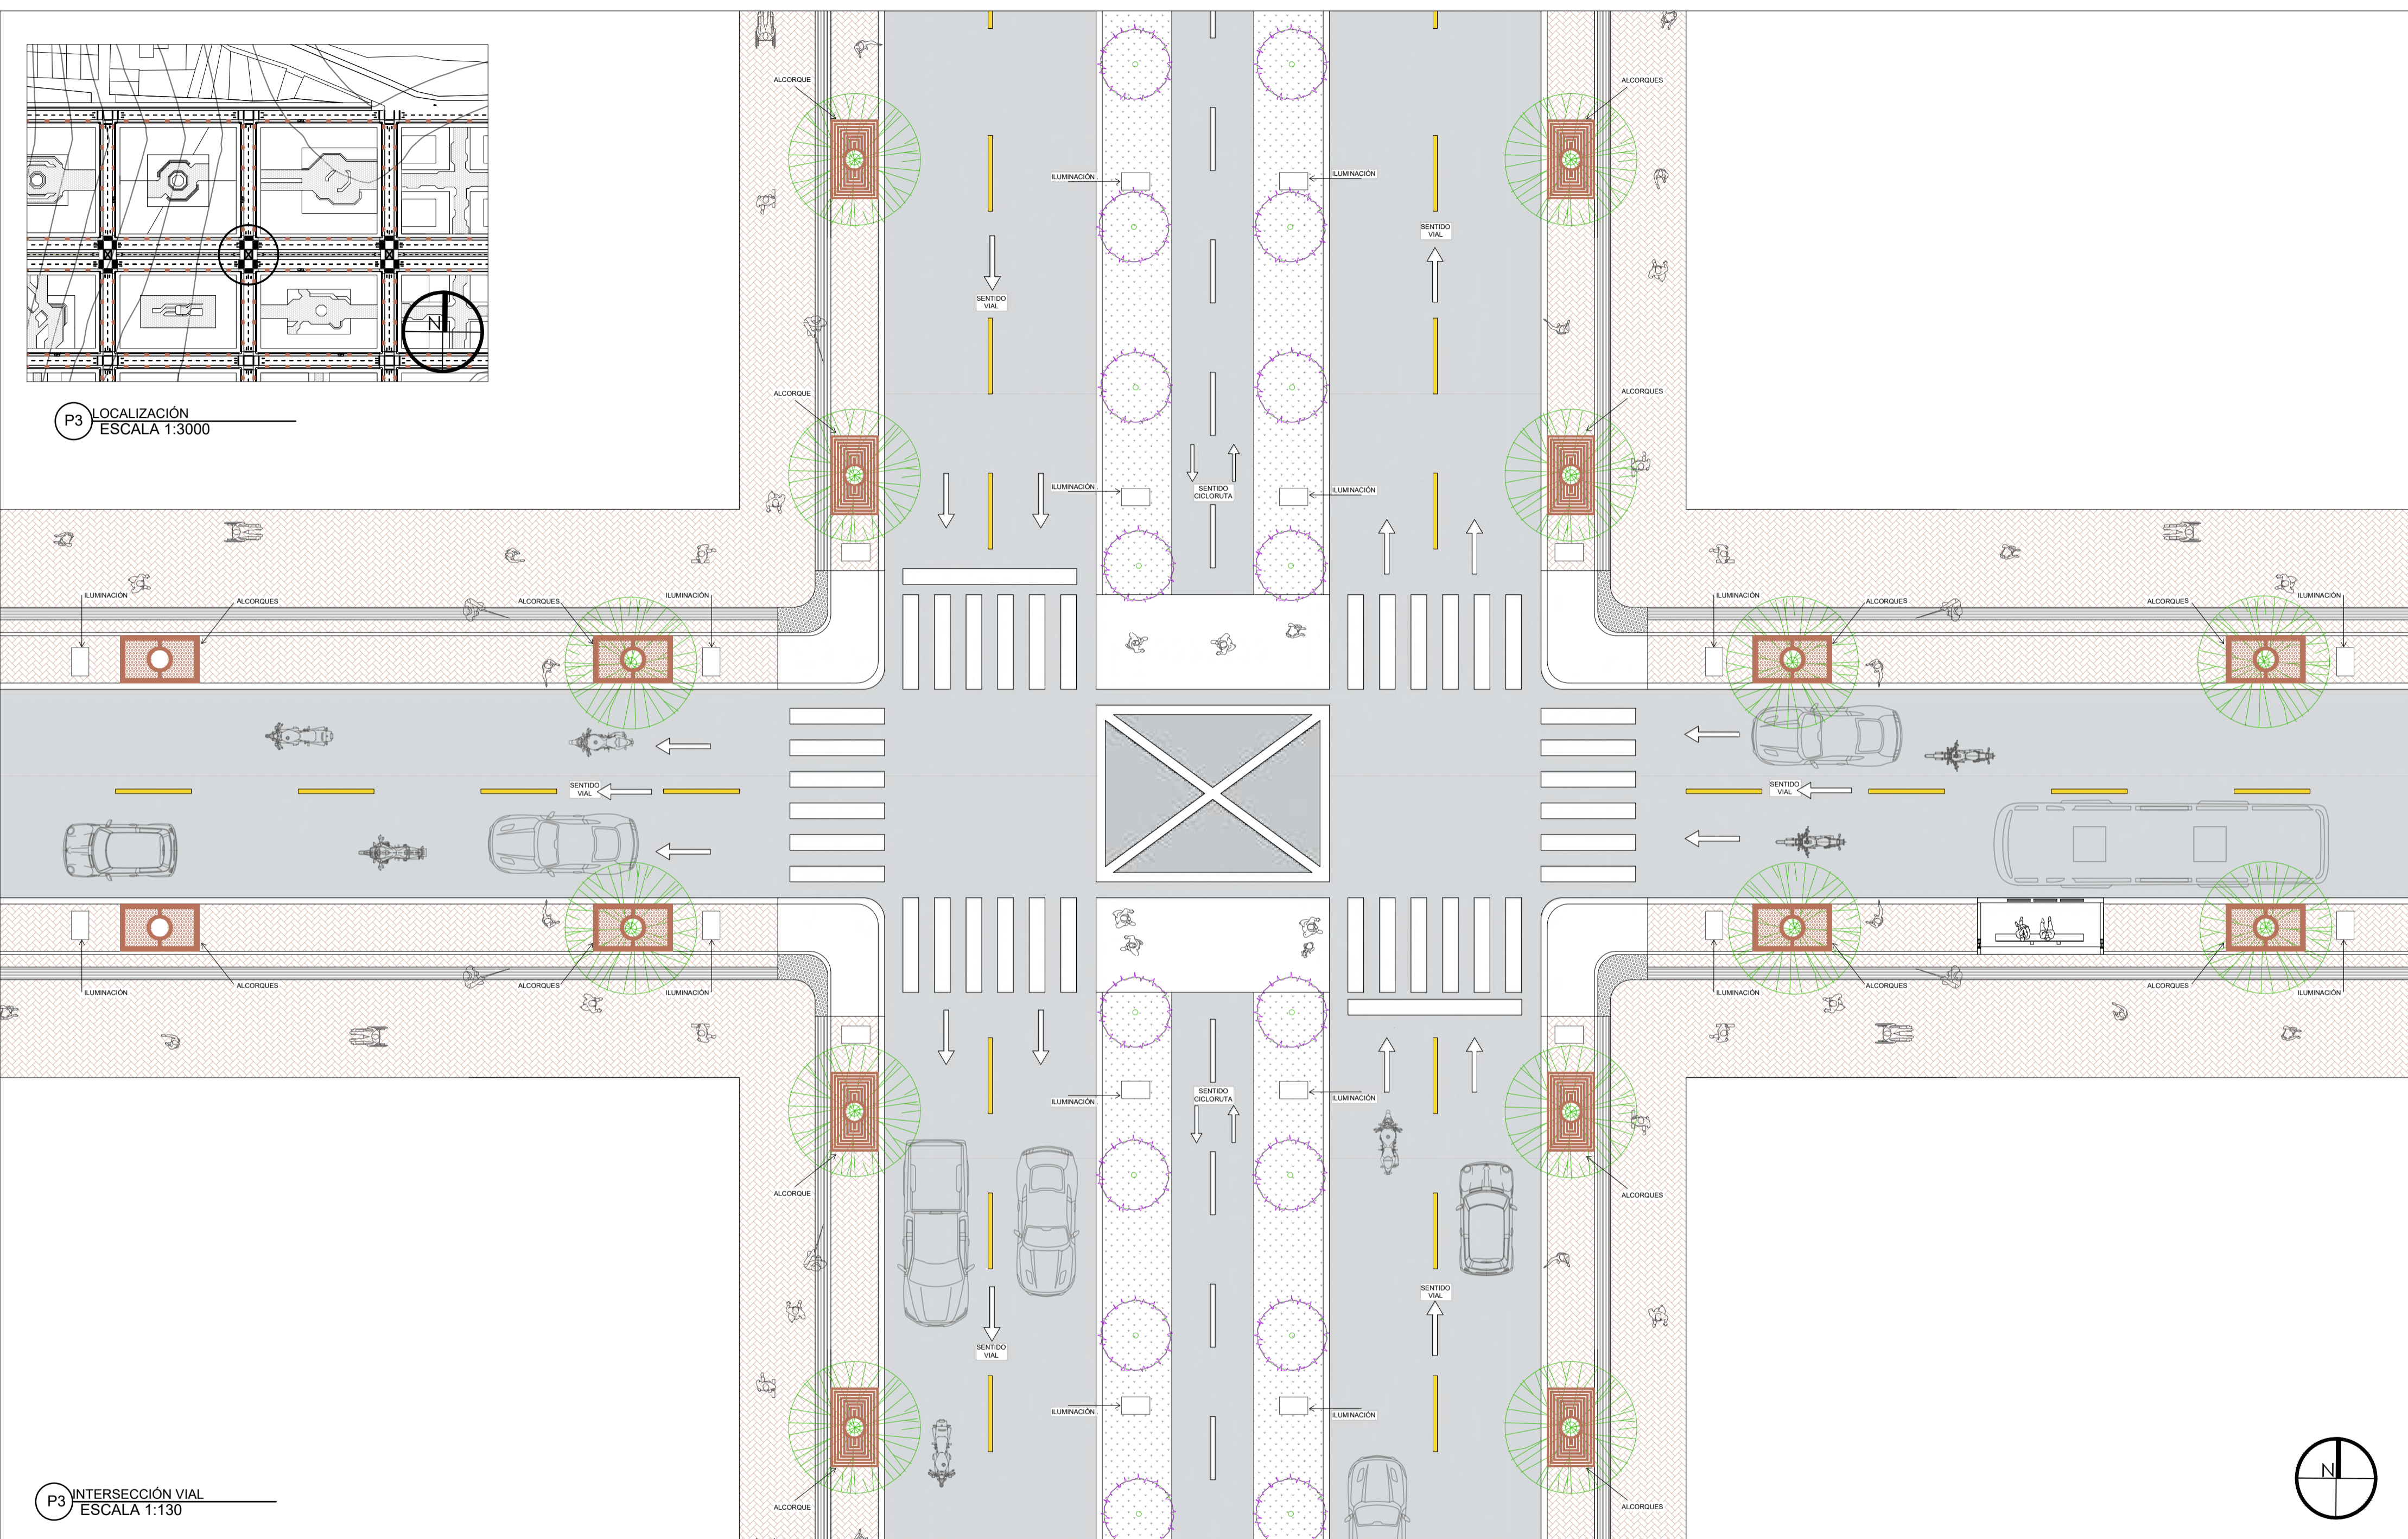 ALCORQUE
ALCORQUES
N
ILUMINACIÓN
ILUMINACIÓN
SENTIDO
VIAL
SENTIDO
VIAL
P3
LOCALIZACIÓN
ESCALA 1:3000
ALCORQUE
ALCORQUES
ILUMINACIÓN
SENTIDO
CICLORUTA
ILUMINACIÓN
ILUMINACIÓN
ALCORQUES
ALCORQUES
ILUMINACIÓN
ILUMINACIÓN
ALCORQUES
ALCORQUES
ILUMINACIÓN
SENTIDO
VIAL
SENTIDO
VIAL
ILUMINACIÓN
ALCORQUES
ALCORQUES
ILUMINACIÓN
ILUMINACIÓN
ALCORQUES
ALCORQUES
ILUMINACIÓN
ILUMINACIÓN
SENTIDO
CICLORUTA
ILUMINACIÓN
ALCORQUE
ALCORQUES
SENTIDO
VIAL
SENTIDO
VIAL
ILUMINACIÓN
ILUMINACIÓN
P3
INTERSECCIÓN VIAL
ESCALA 1:130
ALCORQUE
ALCORQUES
N